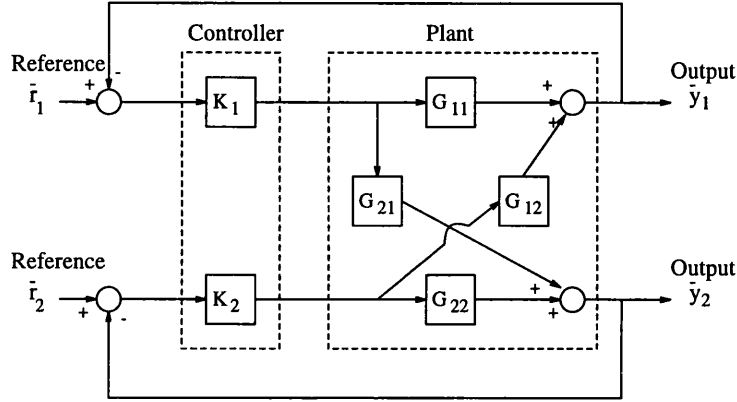 Controller
Plant
Reference
r̄₁
+
-
K₁
G₁₁
+
+
Output
ȳ₁
G₂₁
G₁₂
Reference
r̄₂
+
-
K₂
G₂₂
+
+
Output
ȳ₂